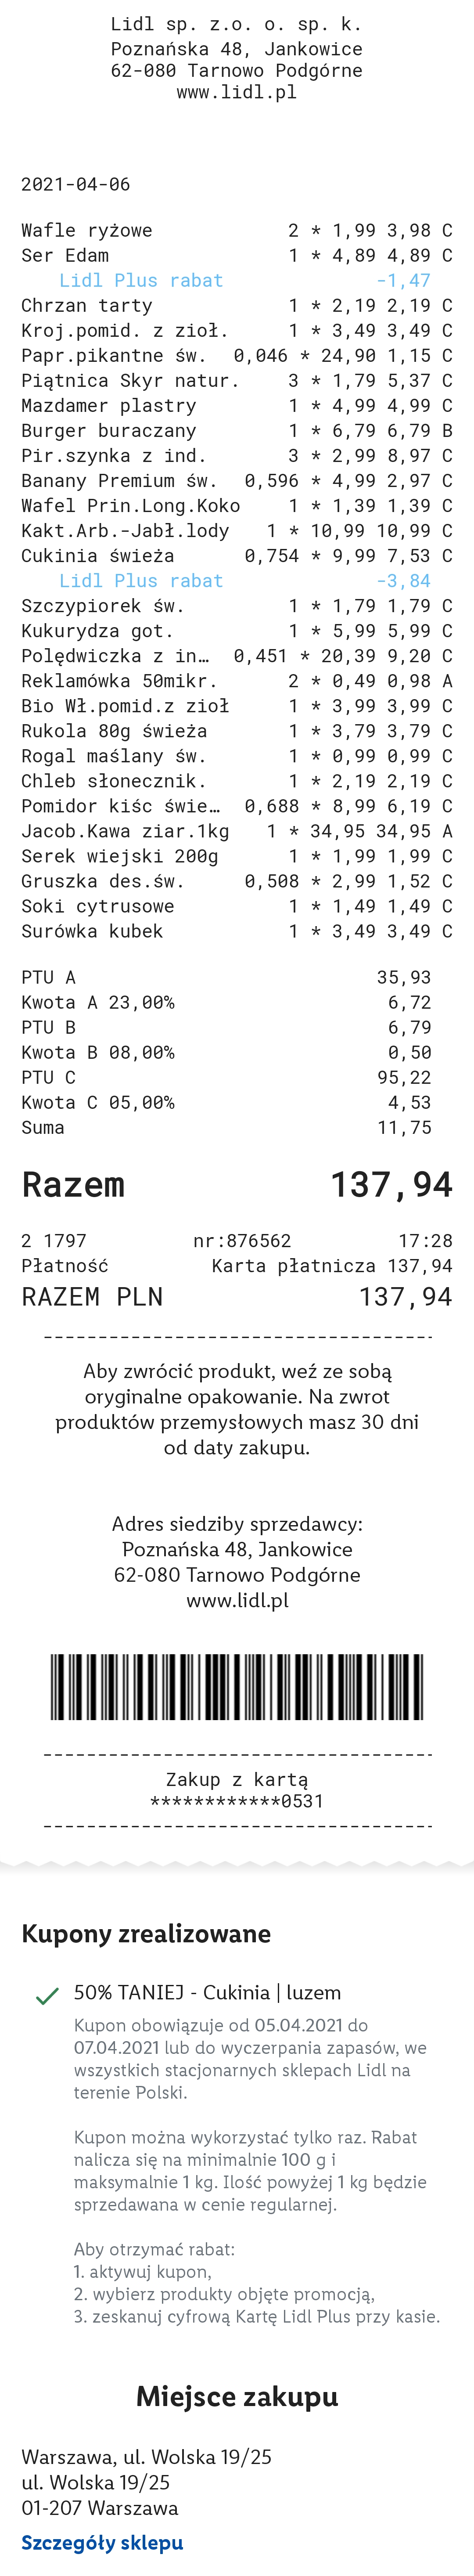 Lidl sp. z.o. o. sp. k.
Poznańska 48, Jankowice
62-080 Tarnowo Podgórne
www.lidl.pl
2021-04-06
Wafle ryżowe 2 * 1,99 3,98 C
Ser Edam 1 * 4,89 4,89 C
Lidl Plus rabat -1,47
Chrzan tarty 1 * 2,19 2,19 C
Kroj.pomid. z zioł. 1 * 3,49 3,49 C
Papr.pikantne św. 0,046 * 24,90 1,15 C
Piątnica Skyr natur. 3 * 1,79 5,37 C
Mazdamer plastry 1 * 4,99 4,99 C
Burger buraczany 1 * 6,79 6,79 B
Pir.szynka z ind. 3 * 2,99 8,97 C
Banany Premium św. 0,596 * 4,99 2,97 C
Wafel Prin.Long.Koko 1 * 1,39 1,39 C
Kakt.Arb.-Jabł.lody 1 * 10,99 10,99 C
Cukinia świeża 0,754 * 9,99 7,53 C
Lidl Plus rabat -3,84
Szczypiorek św. 1 * 1,79 1,79 C
Kukurydza got. 1 * 5,99 5,99 C
Polędwiczka z in… 0,451 * 20,39 9,20 C
Reklamówka 50mikr. 2 * 0,49 0,98 A
Bio Wł.pomid.z zioł 1 * 3,99 3,99 C
Rukola 80g świeża 1 * 3,79 3,79 C
Rogal maślany św. 1 * 0,99 0,99 C
Chleb słonecznik. 1 * 2,19 2,19 C
Pomidor kiśc świe… 0,688 * 8,99 6,19 C
Jacob.Kawa ziar.1kg 1 * 34,95 34,95 A
Serek wiejski 200g 1 * 1,99 1,99 C
Gruszka des.św. 0,508 * 2,99 1,52 C
Soki cytrusowe 1 * 1,49 1,49 C
Surówka kubek 1 * 3,49 3,49 C
PTU A 35,93
Kwota A 23,00% 6,72
PTU B 6,79
Kwota B 08,00% 0,50
PTU C 95,22
Kwota C 05,00% 4,53
Suma 11,75
Razem 137,94
2 1797 nr:876562 17:28
Płatność Karta płatnicza 137,94
RAZEM PLN 137,94
------------------------------------
Aby zwrócić produkt, weź ze sobą
oryginalne opakowanie. Na zwrot
produktów przemysłowych masz 30 dni
od daty zakupu.
Adres siedziby sprzedawcy:
Poznańska 48, Jankowice
62-080 Tarnowo Podgórne
www.lidl.pl
------------------------------------
Zakup z kartą
************0531
------------------------------------
Kupony zrealizowane
50% TANIEJ - Cukinia | luzem
Kupon obowiązuje od 05.04.2021 do
07.04.2021 lub do wyczerpania zapasów, we
wszystkich stacjonarnych sklepach Lidl na
terenie Polski.
Kupon można wykorzystać tylko raz. Rabat
nalicza się na minimalnie 100 g i
maksymalnie 1 kg. Ilość powyżej 1 kg będzie
sprzedawana w cenie regularnej.
Aby otrzymać rabat:
1. aktywuj kupon,
2. wybierz produkty objęte promocją,
3. zeskanuj cyfrową Kartę Lidl Plus przy kasie.
Miejsce zakupu
Warszawa, ul. Wolska 19/25
ul. Wolska 19/25
01-207 Warszawa
Szczegóły sklepu